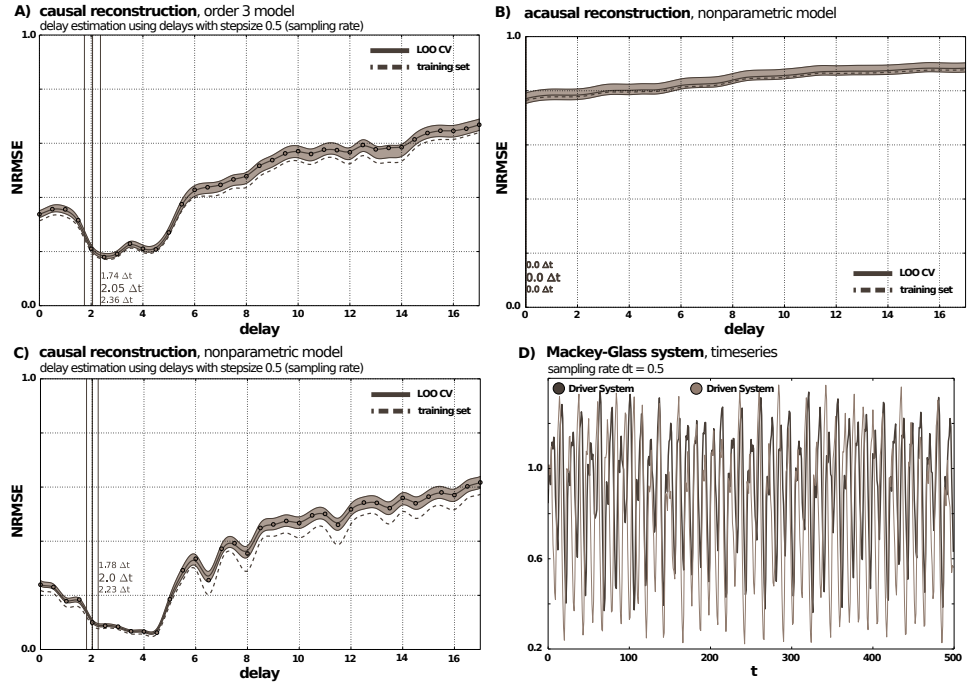 A) causal reconstruction, order 3 model
delay estimation using delays with stepsize 0.5 (sampling rate)
1.0
LOO CV
training set
NRMSE
1.74 Δt
2.05 Δt
2.36 Δt
0.0
0 2 4 6 8 10 12 14 16
delay
B) acausal reconstruction, nonparametric model
1.0
NRMSE
0.0 Δt
0.0 Δt
0.0 Δt
LOO CV
training set
0.0
0 2 4 6 8 10 12 14 16
delay
C) causal reconstruction, nonparametric model
delay estimation using delays with stepsize 0.5 (sampling rate)
1.0
LOO CV
training set
NRMSE
1.78 Δt
2.0 Δt
2.23 Δt
0.0
0 2 4 6 8 10 12 14 16
delay
D) Mackey-Glass system, timeseries
sampling rate dt = 0.5
Driver System
Driven System
1.0
0.6
0.2
0 100 200 300 400 500
t